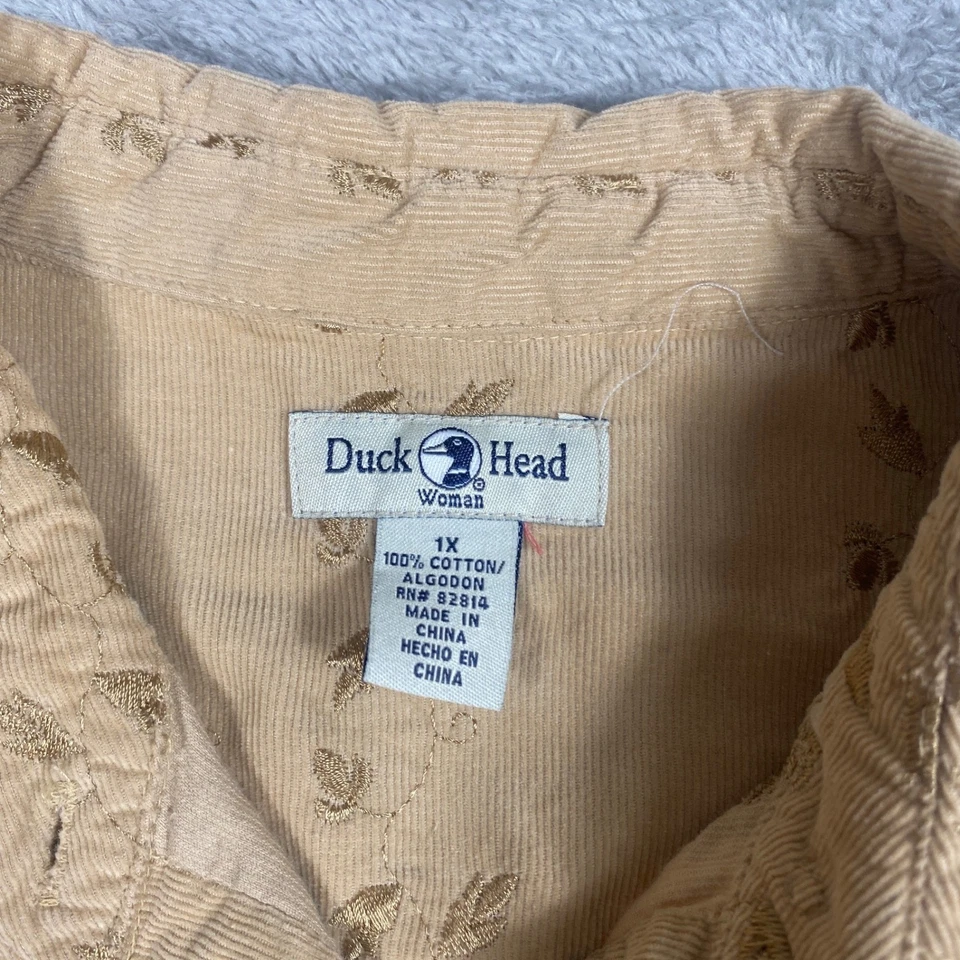 Duck Head
®
Woman
1X
100% COTTON/
ALGODON
RN# 82814
MADE IN
CHINA
HECHO EN
CHINA